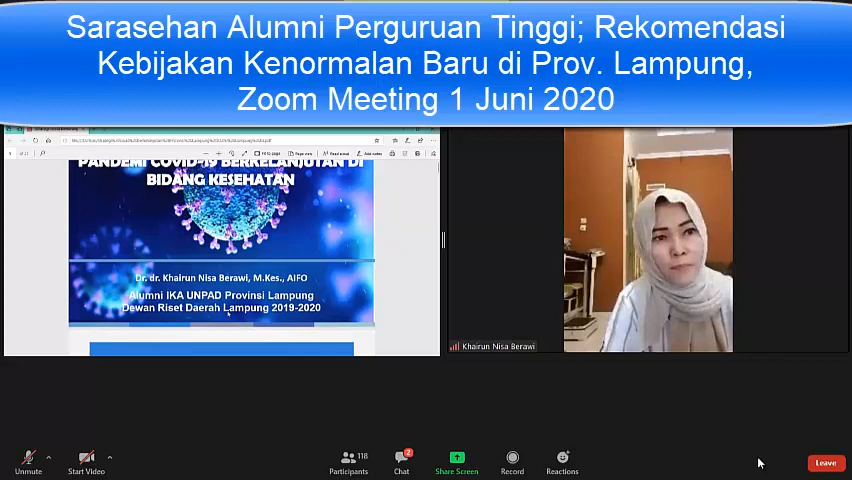 Sarasehan Alumni Perguruan Tinggi; Rekomendasi
Kebijakan Kenormalan Baru di Prov. Lampung,
Zoom Meeting 1 Juni 2020
PANDEMI COVID-19 BERKELANJUTAN DI
BIDANG KESEHATAN
Dr. dr. Khairun Nisa Berawi, M.Kes., AIFO
Alumni IKA UNPAD Provinsi Lampung
Dewan Riset Daerah Lampung 2019-2020
Khairun Nisa Berawi
118
2
Unmute
Start Video
Participants
Chat
Share Screen
Record
Reactions
Leave